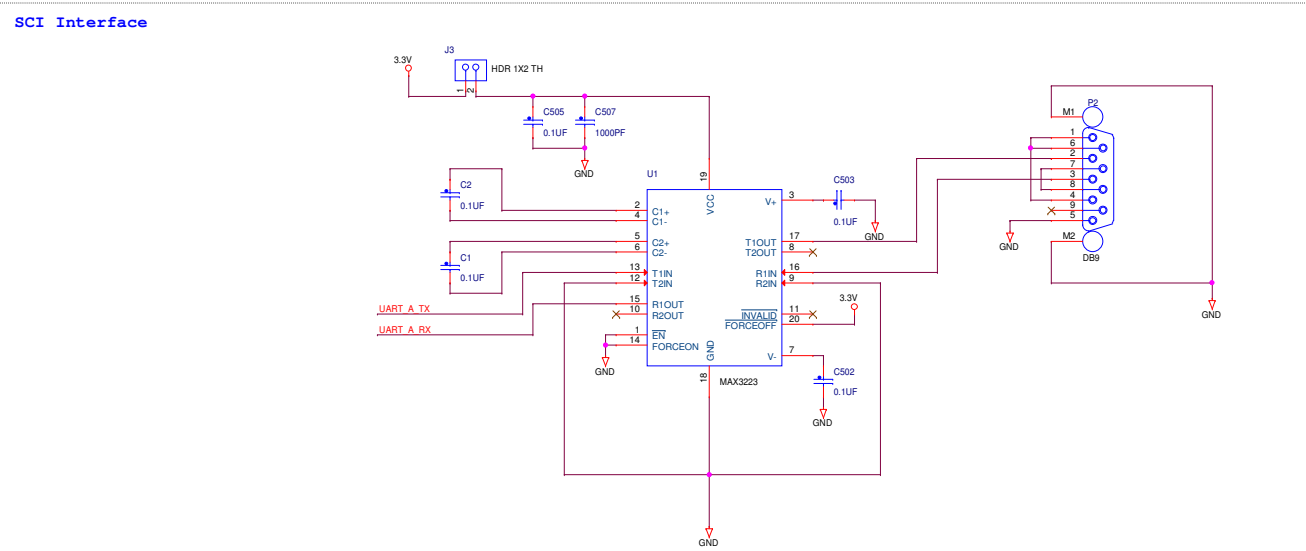 SCI Interface
J3
3.3V
HDR 1X2 TH
1
2
C505
0.1UF
C507
1000PF
GND
P2
M1
1
6
2
7
3
8
4
9
5
M2
DB9
GND
GND
U1
19
VCC
C2
0.1UF
2
4
C1+
C1-
C1
0.1UF
5
6
C2+
C2-
13
12
T1IN
T2IN
UART_A_TX
UART_A_RX
15
10
R1OUT
R2OUT
1
14
EN
FORCEON
GND
3
V+
C503
0.1UF
GND
17
8
T1OUT
T2OUT
16
9
R1IN
R2IN
3.3V
11
20
INVALID
FORCEOFF
7
V-
C502
0.1UF
GND
GND
18
MAX3223
GND